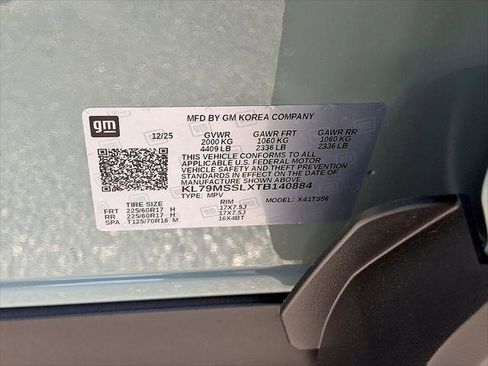 MFD BY GM KOREA COMPANY
gm
12/25 GVWR GAWR FRT GAWR RR
2000 KG 1060 KG 1060 KG
4409 LB 2336 LB 2336 LB
THIS VEHICLE CONFORMS TO ALL
APPLICABLE U.S. FEDERAL MOTOR
VEHICLE SAFETY AND THEFT PREVENTION
STANDARDS IN EFFECT ON THE DATE OF
MANUFACTURE SHOWN ABOVE.
KL79MSSLXTB140884
TYPE: MPV MODEL: X41TS56
TIRE SIZE RIM
FRT 225/60R17 H 17X7.5J
RR 225/60R17 H 17X7.5J
SPA T125/70R16 M 16X4BT